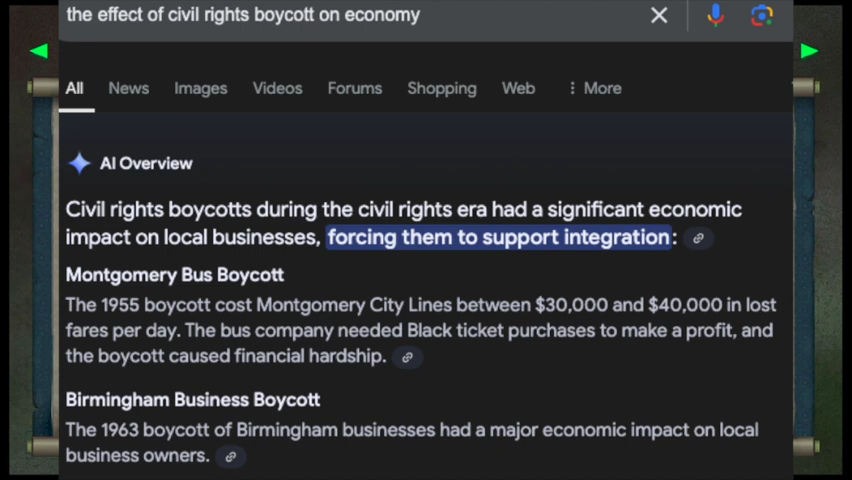 the effect of civil rights boycott on economy
All News Images Videos Forums Shopping Web More
AI Overview
Civil rights boycotts during the civil rights era had a significant economic
impact on local businesses, forcing them to support integration:
Montgomery Bus Boycott
The 1955 boycott cost Montgomery City Lines between $30,000 and $40,000 in lost
fares per day. The bus company needed Black ticket purchases to make a profit, and
the boycott caused financial hardship.
Birmingham Business Boycott
The 1963 boycott of Birmingham businesses had a major economic impact on local
business owners.